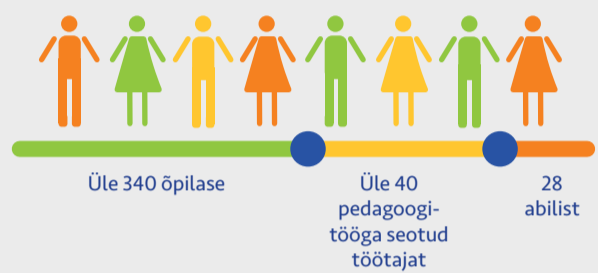 Üle 340 õpilase
Üle 40
pedagoogi-
tööga seotud
töötajat
28
abilist